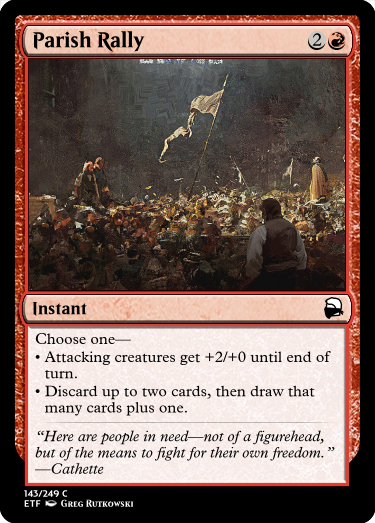 Parish Rally 2
Instant
Choose one—
• Attacking creatures get +2/+0 until end of
turn.
• Discard up to two cards, then draw that
many cards plus one.
“Here are people in need—not of a figurehead,
but of the means to fight for their own freedom.”
—Cathette
143/249 C
ETF Greg Rutkowski